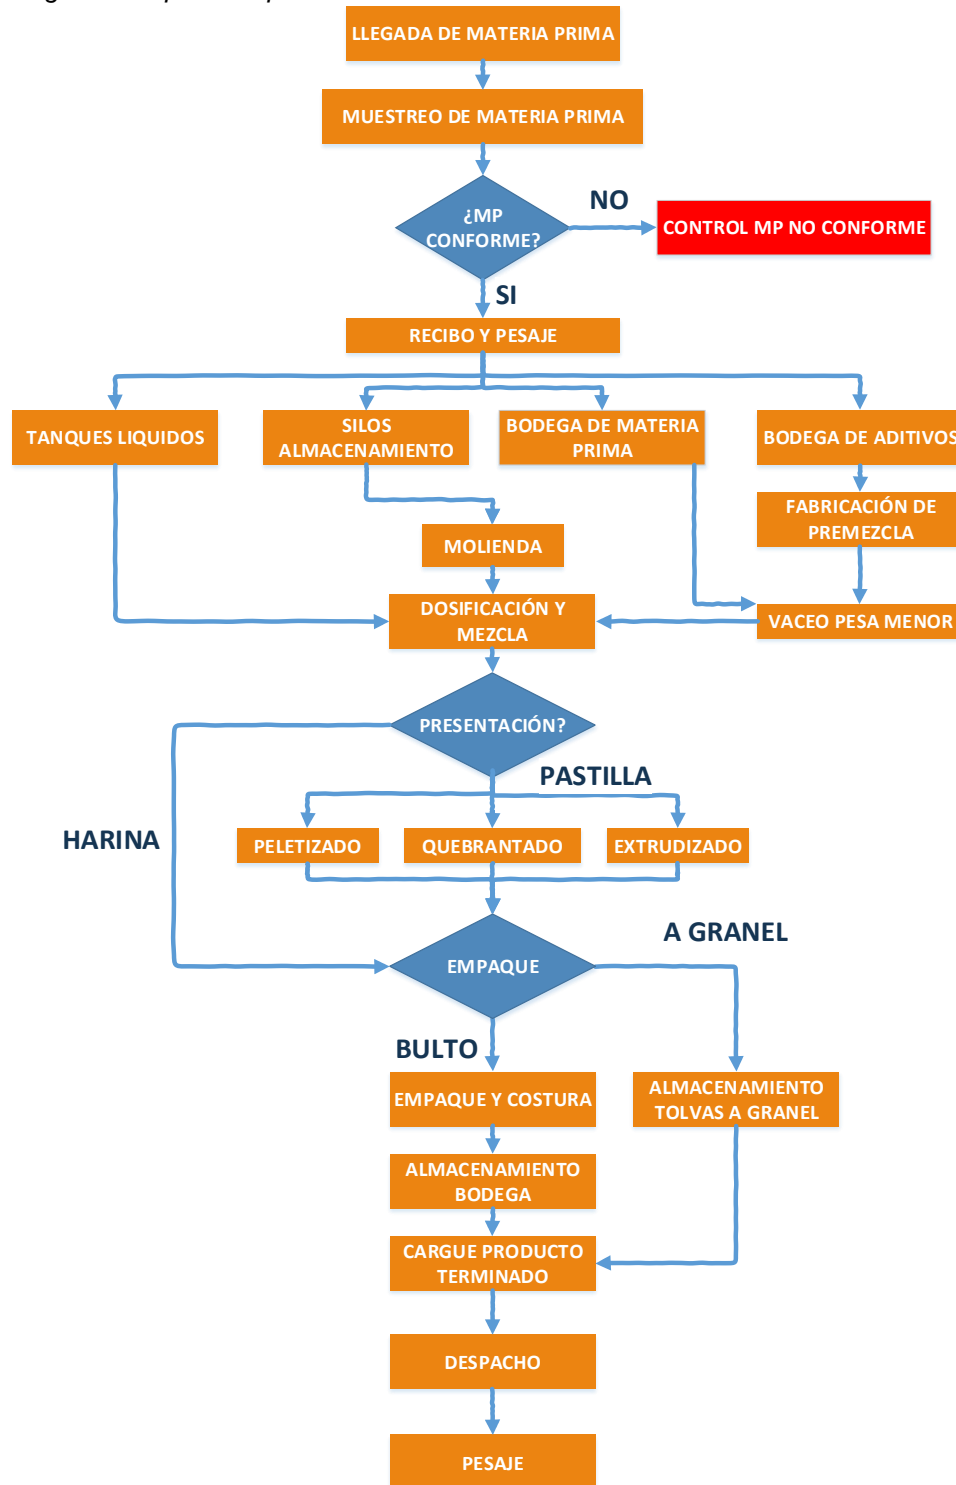 LLEGADA DE MATERIA PRIMA
MUESTREO DE MATERIA PRIMA
¿MP
CONFORME?
NO
CONTROL MP NO CONFORME
SI
RECIBO Y PESAJE
TANQUES LIQUIDOS
SILOS
ALMACENAMIENTO
BODEGA DE MATERIA
PRIMA
BODEGA DE ADITIVOS
FABRICACIÓN DE
PREMEZCLA
MOLIENDA
DOSIFICACIÓN Y
MEZCLA
VACEO PESA MENOR
PRESENTACIÓN?
PASTILLA
HARINA
PELETIZADO
QUEBRANTADO
EXTRUDIZADO
A GRANEL
EMPAQUE
BULTO
EMPAQUE Y COSTURA
ALMACENAMIENTO
TOLVAS A GRANEL
ALMACENAMIENTO
BODEGA
CARGUE PRODUCTO
TERMINADO
DESPACHO
PESAJE